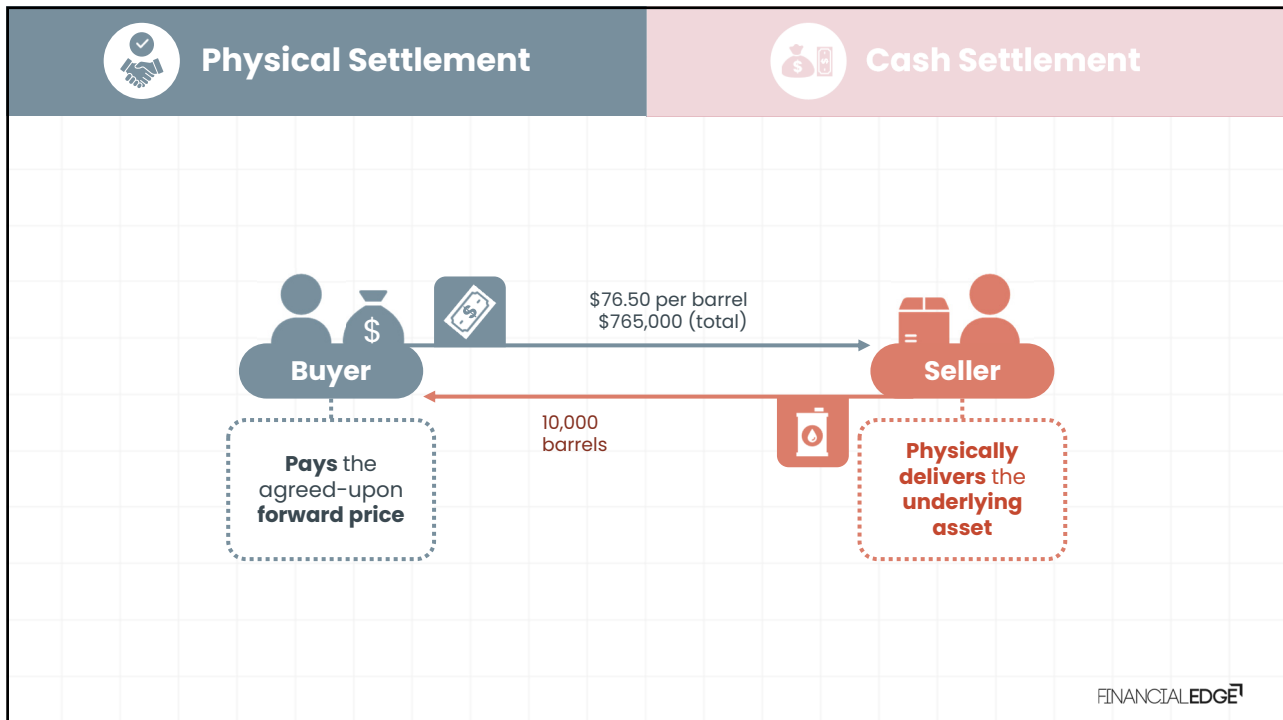 Physical Settlement
Cash Settlement
$76.50 per barrel
$765,000 (total)
$
Buyer
Seller
10,000
barrels
Pays the
agreed-upon
forward price
Physically
delivers the
underlying
asset
FINANCIALEDGE